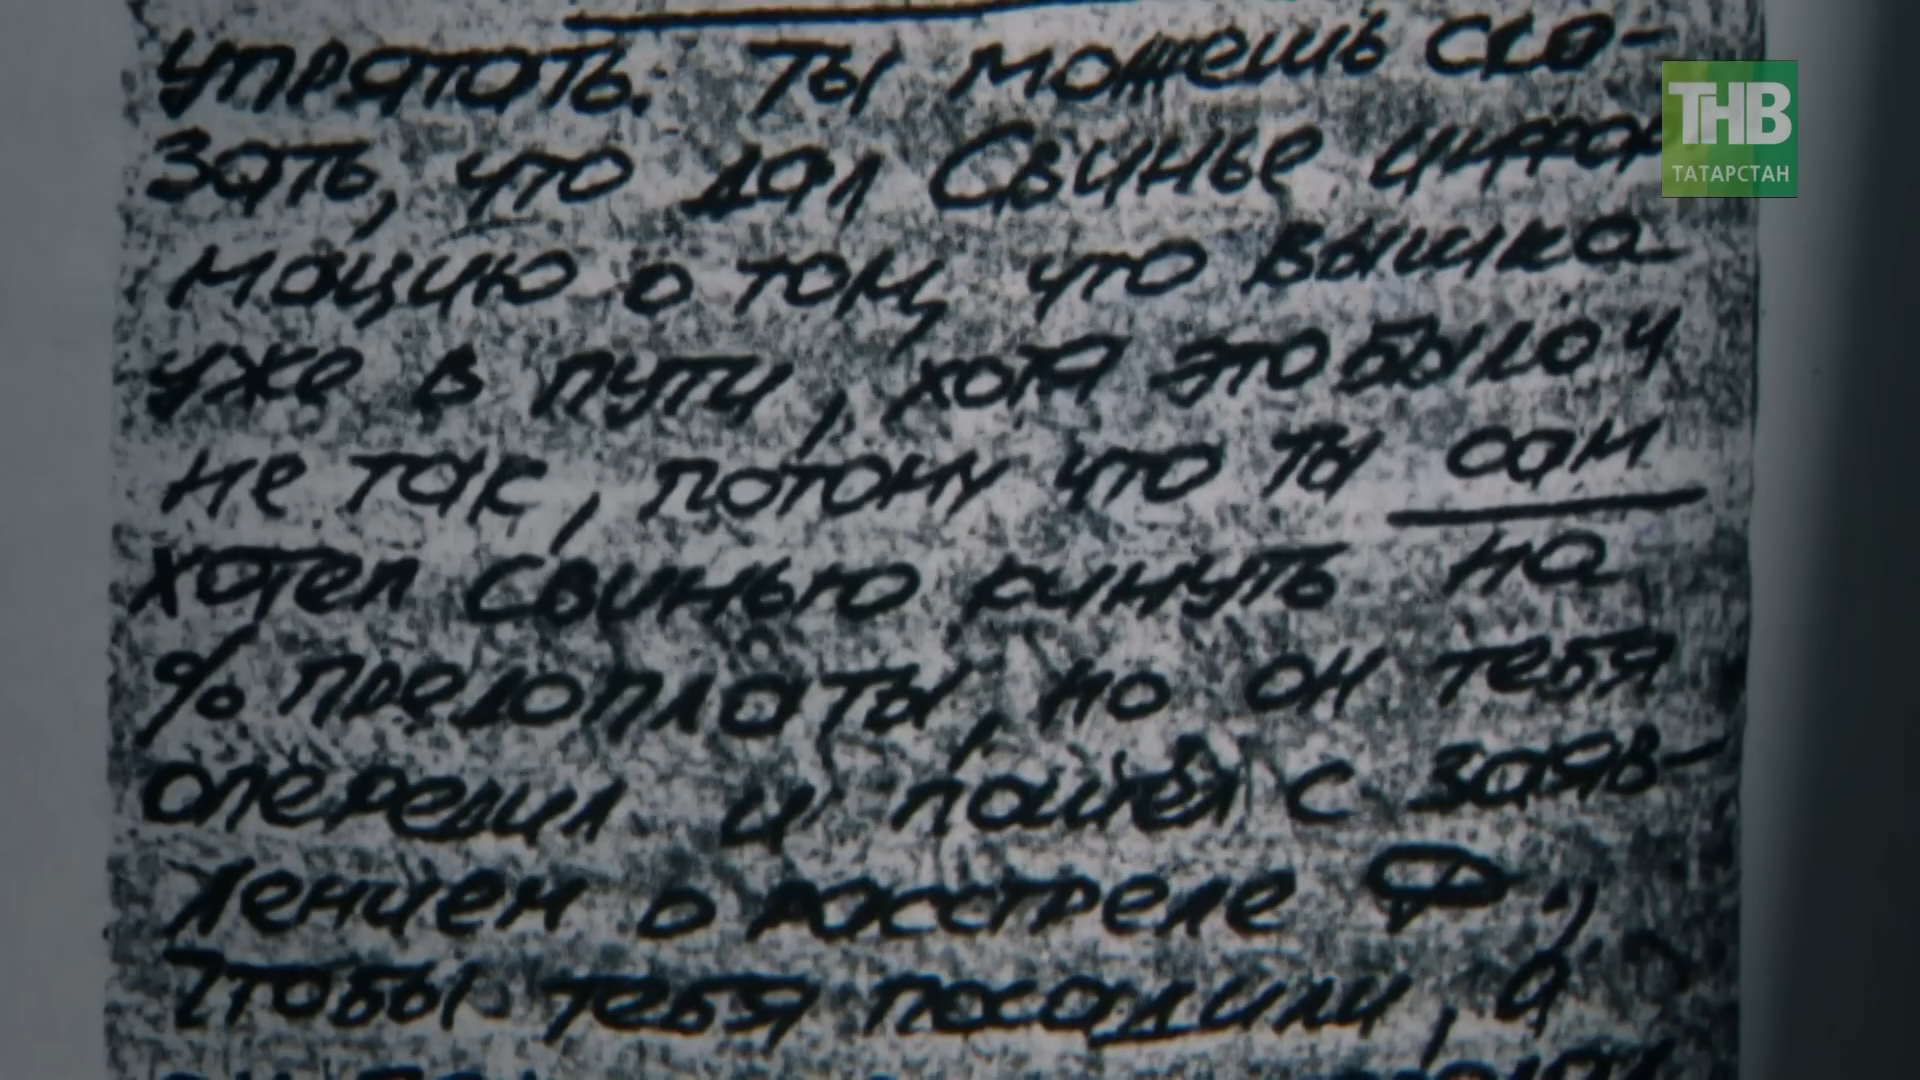 упрятать. Ты можешь ска-
зать, что дал Свинье инфор
мацию о том, что вышка
уже в пути, хотя это было и
не так, потому что ты сам
хотел Свинью кинуть на
% предоплаты, но он тебя
опередил и пошёл с заяв-
лением о расстреле Ф.,
чтобы тебя посадили, а
ТНВ
ТАТАРСТАН